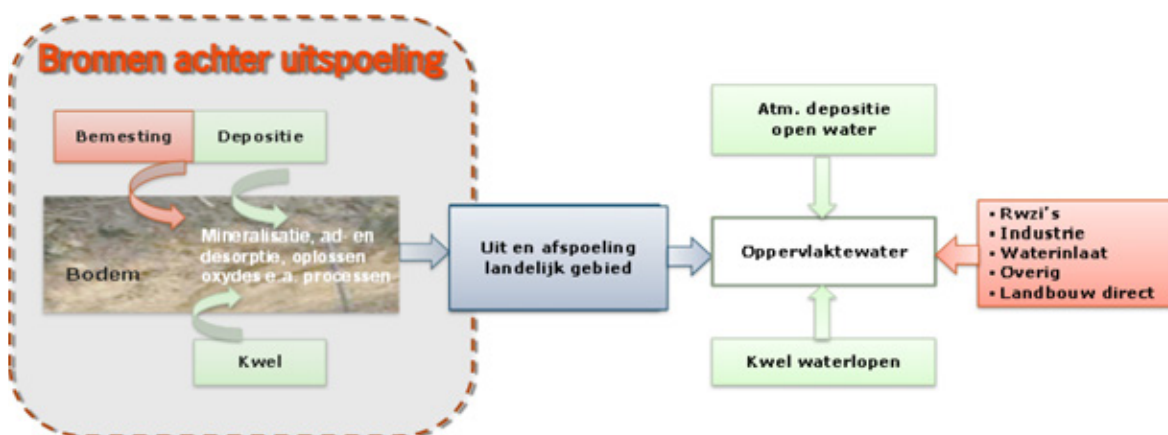 Bronnen achter uitspoeling
Bemesting
Depositie
Mineralisatie, ad- en
desorptie, oplossen
oxydes e.a. processen
Bodem
Kwel
Uit en afspoeling
landelijk gebied
Atm. depositie
open water
Oppervlaktewater
Kwel waterlopen
▪ Rwzi's
▪ Industrie
▪ Waterinlaat
▪ Overig
▪ Landbouw direct